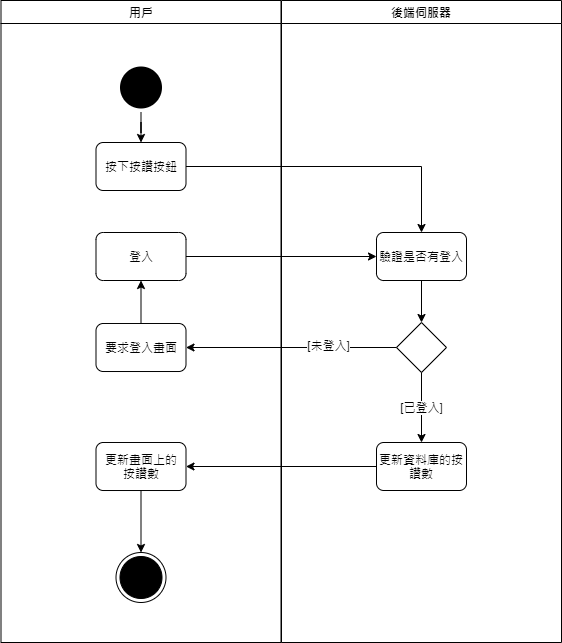 用戶
後端伺服器
按下按讚按鈕
登入
驗證是否有登入
要求登入畫面
[未登入]
[已登入]
更新畫面上的
按讚數
更新資料庫的按
讚數